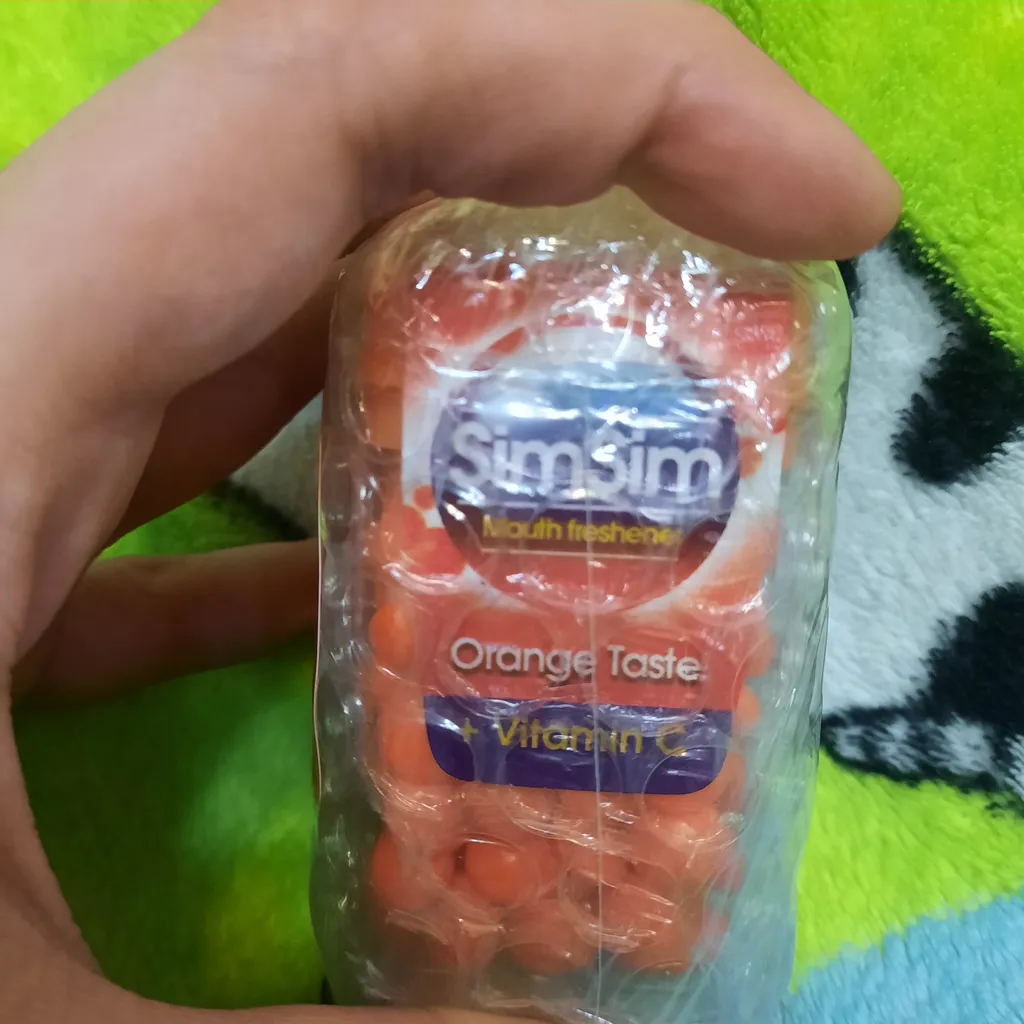 SimSim
Mouth freshener
Orange Taste
+ Vitamin C